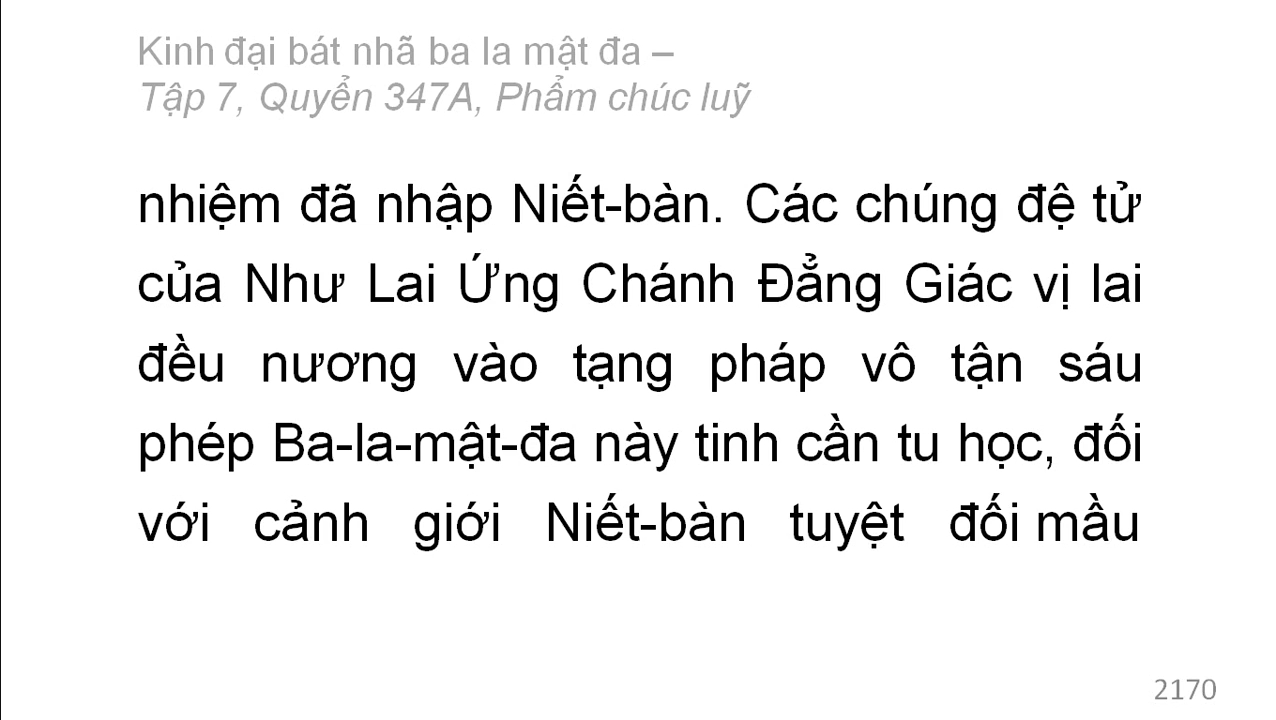 Kinh đại bát nhã ba la mật đa –
Tập 7, Quyển 347A, Phẩm chúc luỹ
nhiệm đã nhập Niết-bàn. Các chúng đệ tử
của Như Lai Ứng Chánh Đẳng Giác vị lai
đều nương vào tạng pháp vô tận sáu
phép Ba-la-mật-đa này tinh cần tu học, đối
với cảnh giới Niết-bàn tuyệt đối mầu
2170